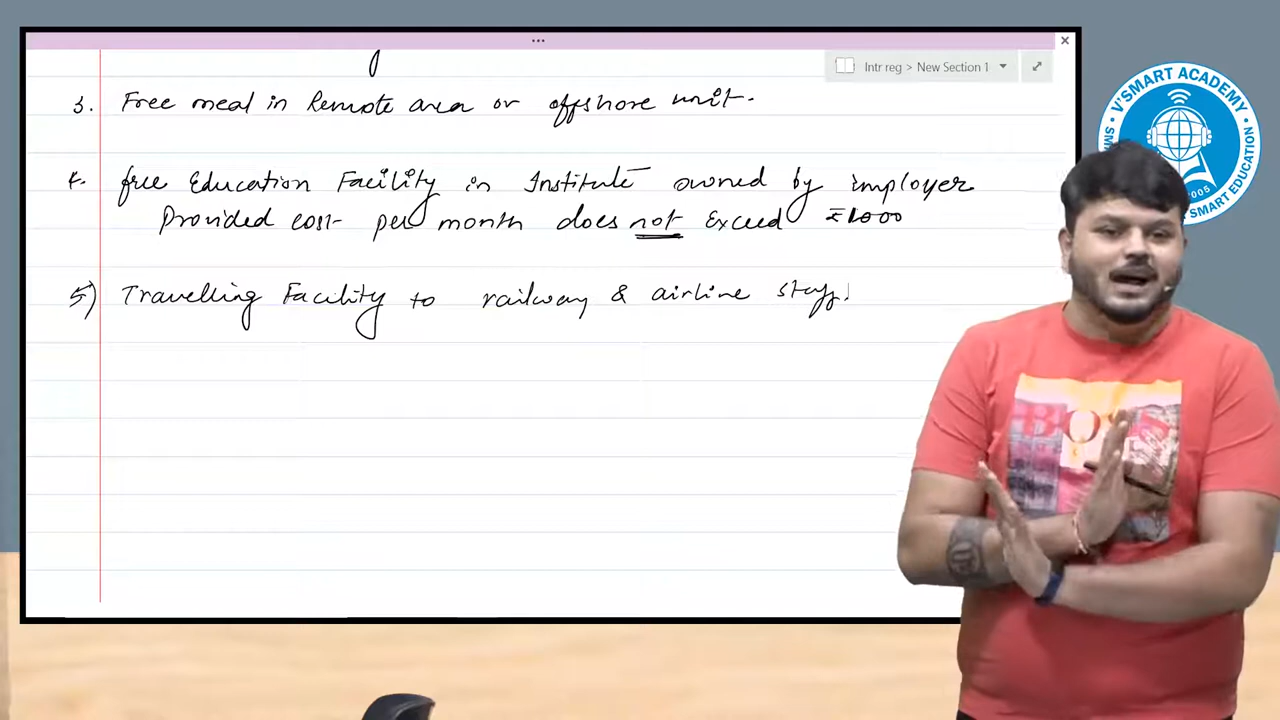 ...
×
Intr reg > New Section 1
3. Free meal in Remote area or offshore unit.
4. free Education Facility in Institute owned by Employer
Provided cost per month does not Exceed ₹1000
5) Travelling Facility to railway & airline staff.
V'SMART ACADEMY
SMART EDUCATION
2005